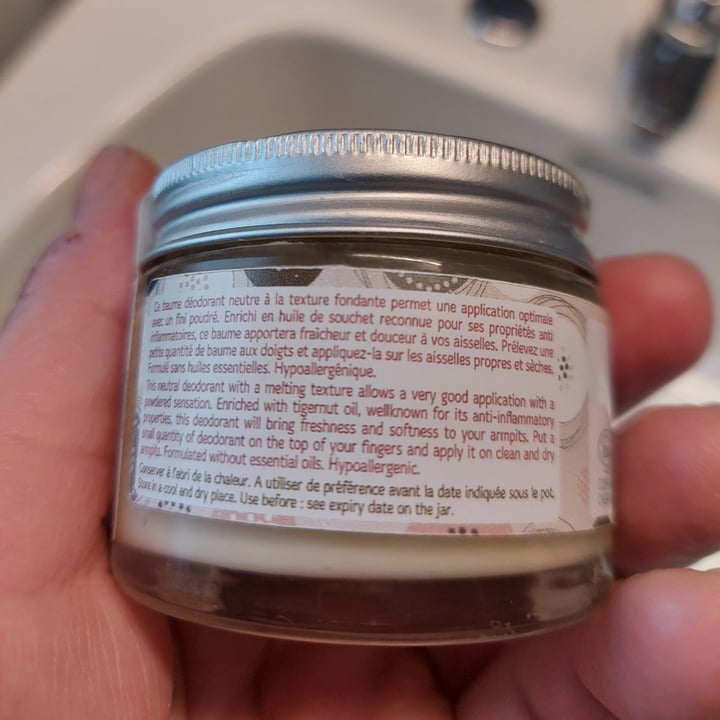 Ce baume déodorant neutre à la texture fondante permet une application optimale
avec un fini poudré. Enrichi en huile de souchet reconnue pour ses propriétés anti
inflammatoires, ce baume apportera fraîcheur et douceur à vos aisselles. Prélevez une
petite quantité de baume aux doigts et appliquez-la sur les aisselles propres et sèches.
Formulé sans huiles essentielles. Hypoallergénique.
This neutral deodorant with a melting texture allows a very good application with a
powdered sensation. Enriched with tigernut oil, wellknown for its anti-inflammatory
properties, this deodorant will bring freshness and softness to your armpits. Put a
small quantity of deodorant on the top of your fingers and apply it on clean and dry
armpits. Formulated without essential oils. Hypoallergenic.
Conserver à l'abri de la chaleur. A utiliser de préférence avant la date indiquée sous le pot.
Store in a cool and dry place. Use before : see expiry date on the jar.